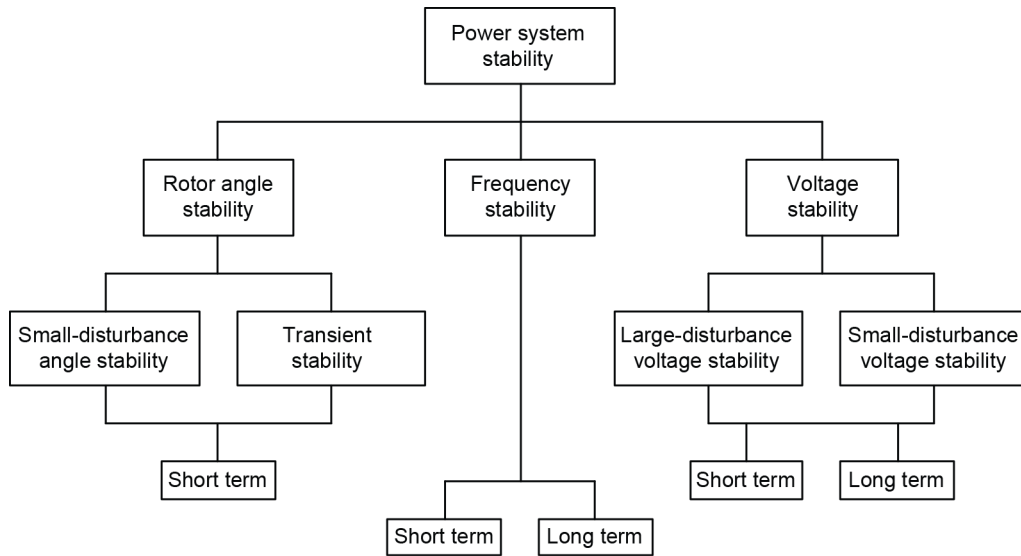 Power system
stability
Rotor angle
stability
Frequency
stability
Voltage
stability
Small-disturbance
angle stability
Transient
stability
Large-disturbance
voltage stability
Small-disturbance
voltage stability
Short term
Short term
Long term
Short term
Long term